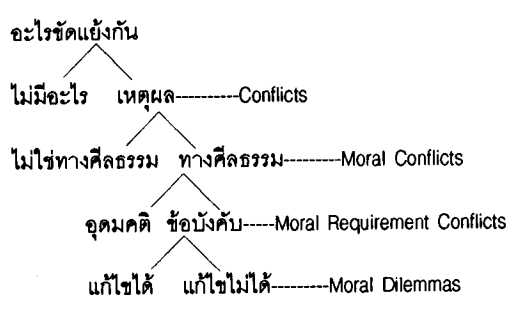 อะไรขัดแย้งกัน
ไม่มีอะไร เหตุผล----------Conflicts
ไม่ใช่ทางศีลธรรม ทางศีลธรรม---------Moral Conflicts
อุดมคติ ข้อบังคับ-----Moral Requirement Conflicts
แก้ไขได้ แก้ไขไม่ได้---------Moral Dilemmas